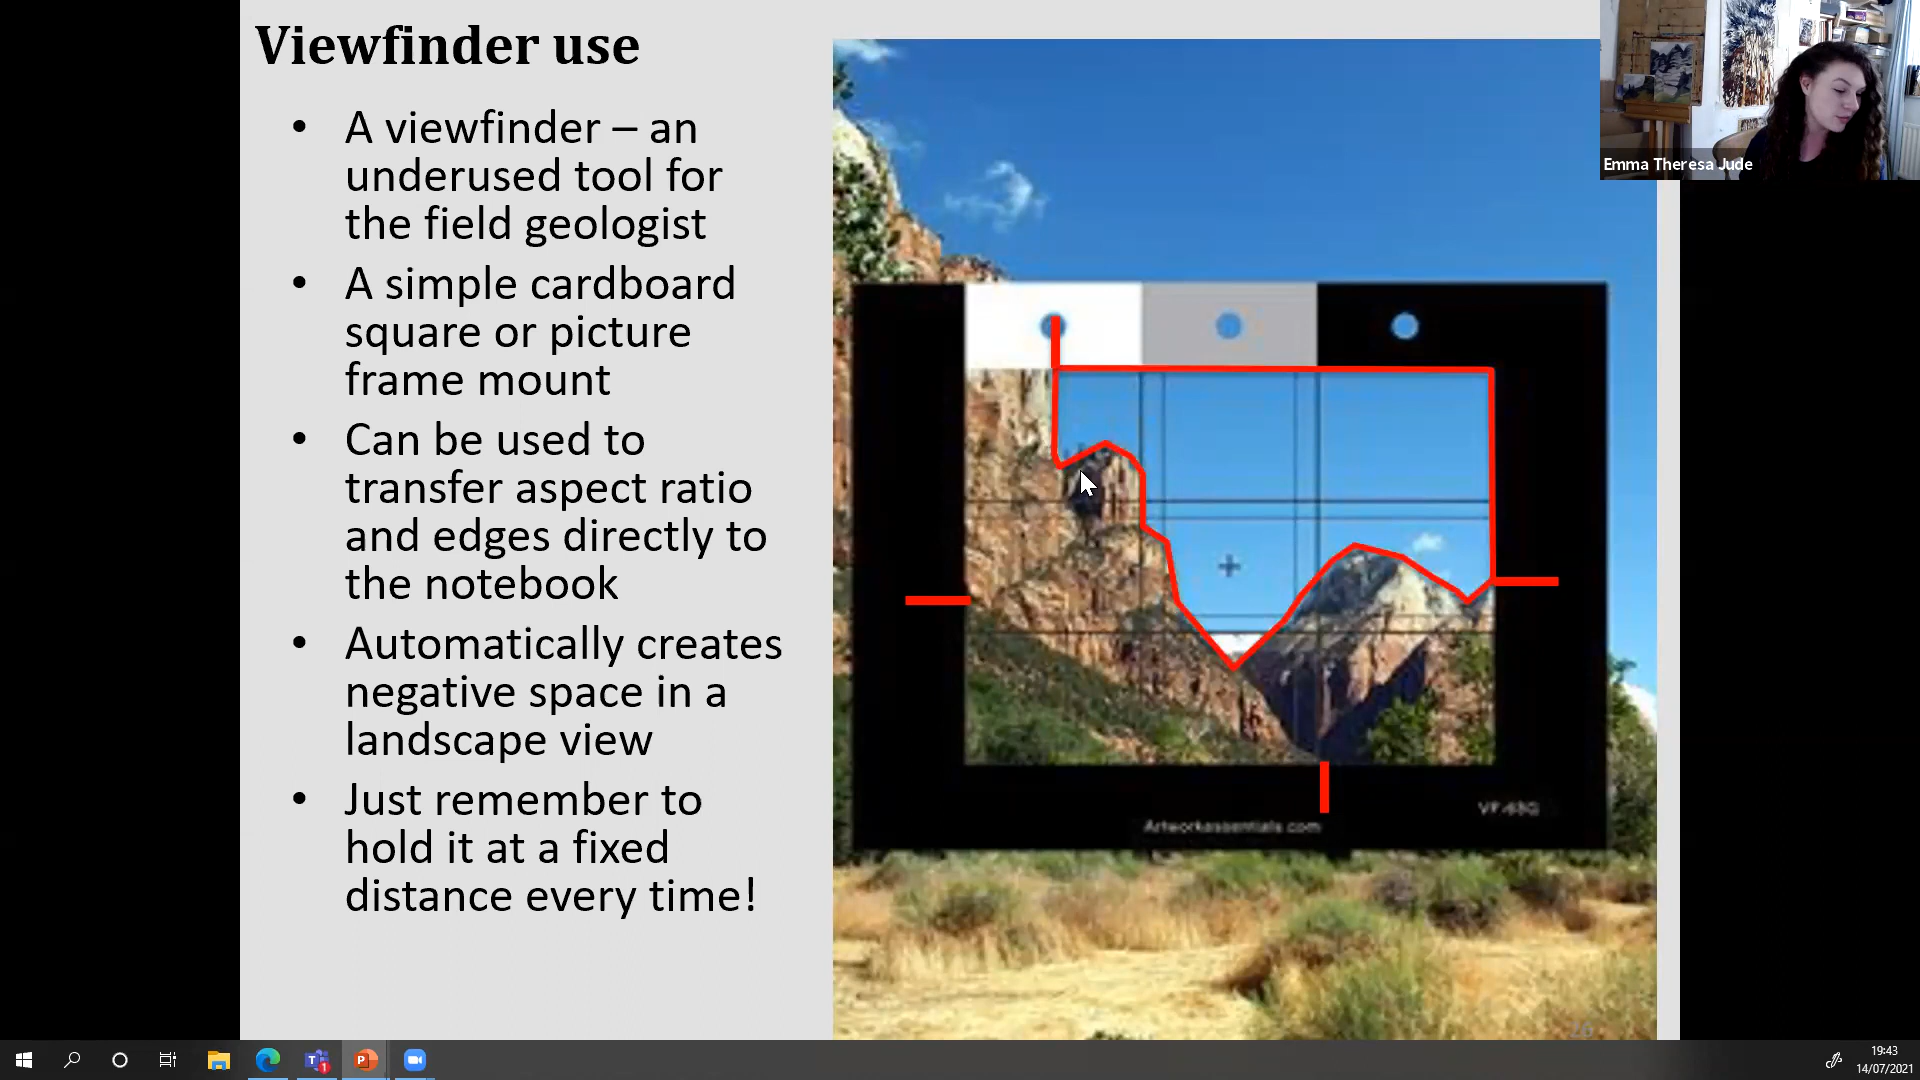 Viewfinder use
• A viewfinder – an
underused tool for
the field geologist
• A simple cardboard
square or picture
frame mount
• Can be used to
transfer aspect ratio
and edges directly to
the notebook
• Automatically creates
negative space in a
landscape view
• Just remember to
hold it at a fixed
distance every time!
Emma Theresa Jude
Artworkessentials.com
19:43
14/07/2021